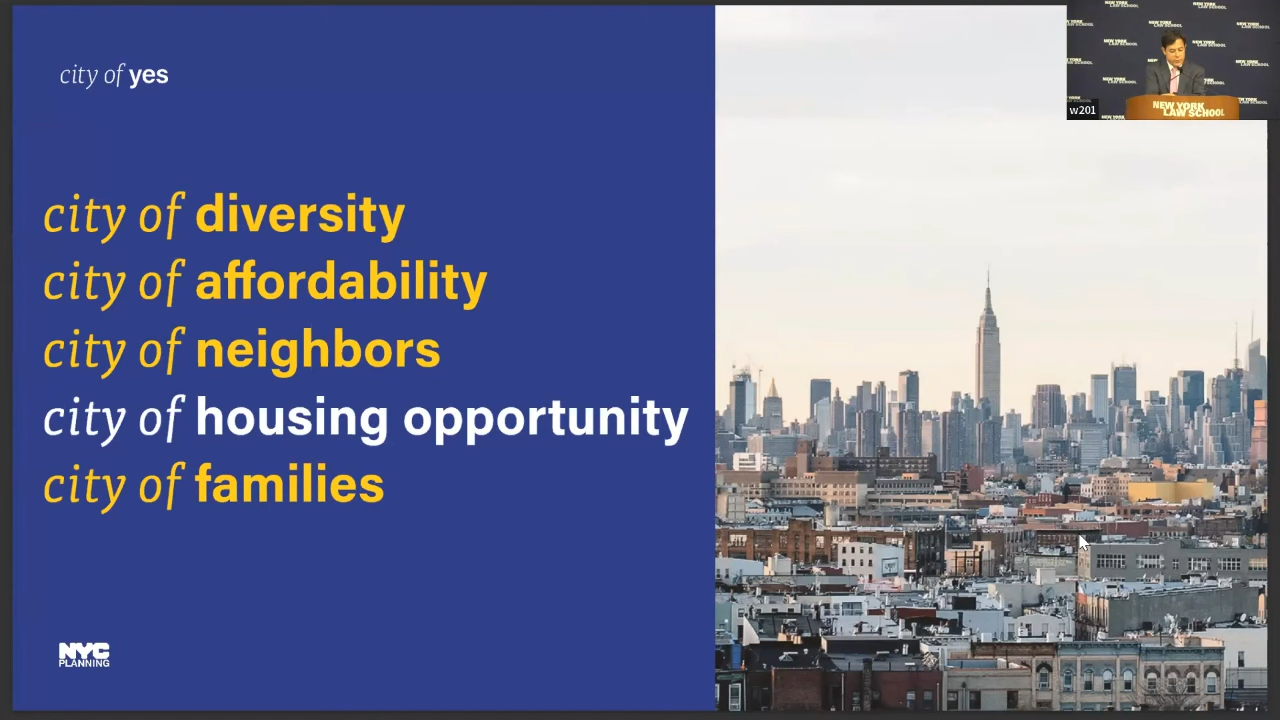 city of yes
city of diversity
city of affordability
city of neighbors
city of housing opportunity
city of families
NYC
PLANNING
w201
NEW YORK
LAW SCHOOL